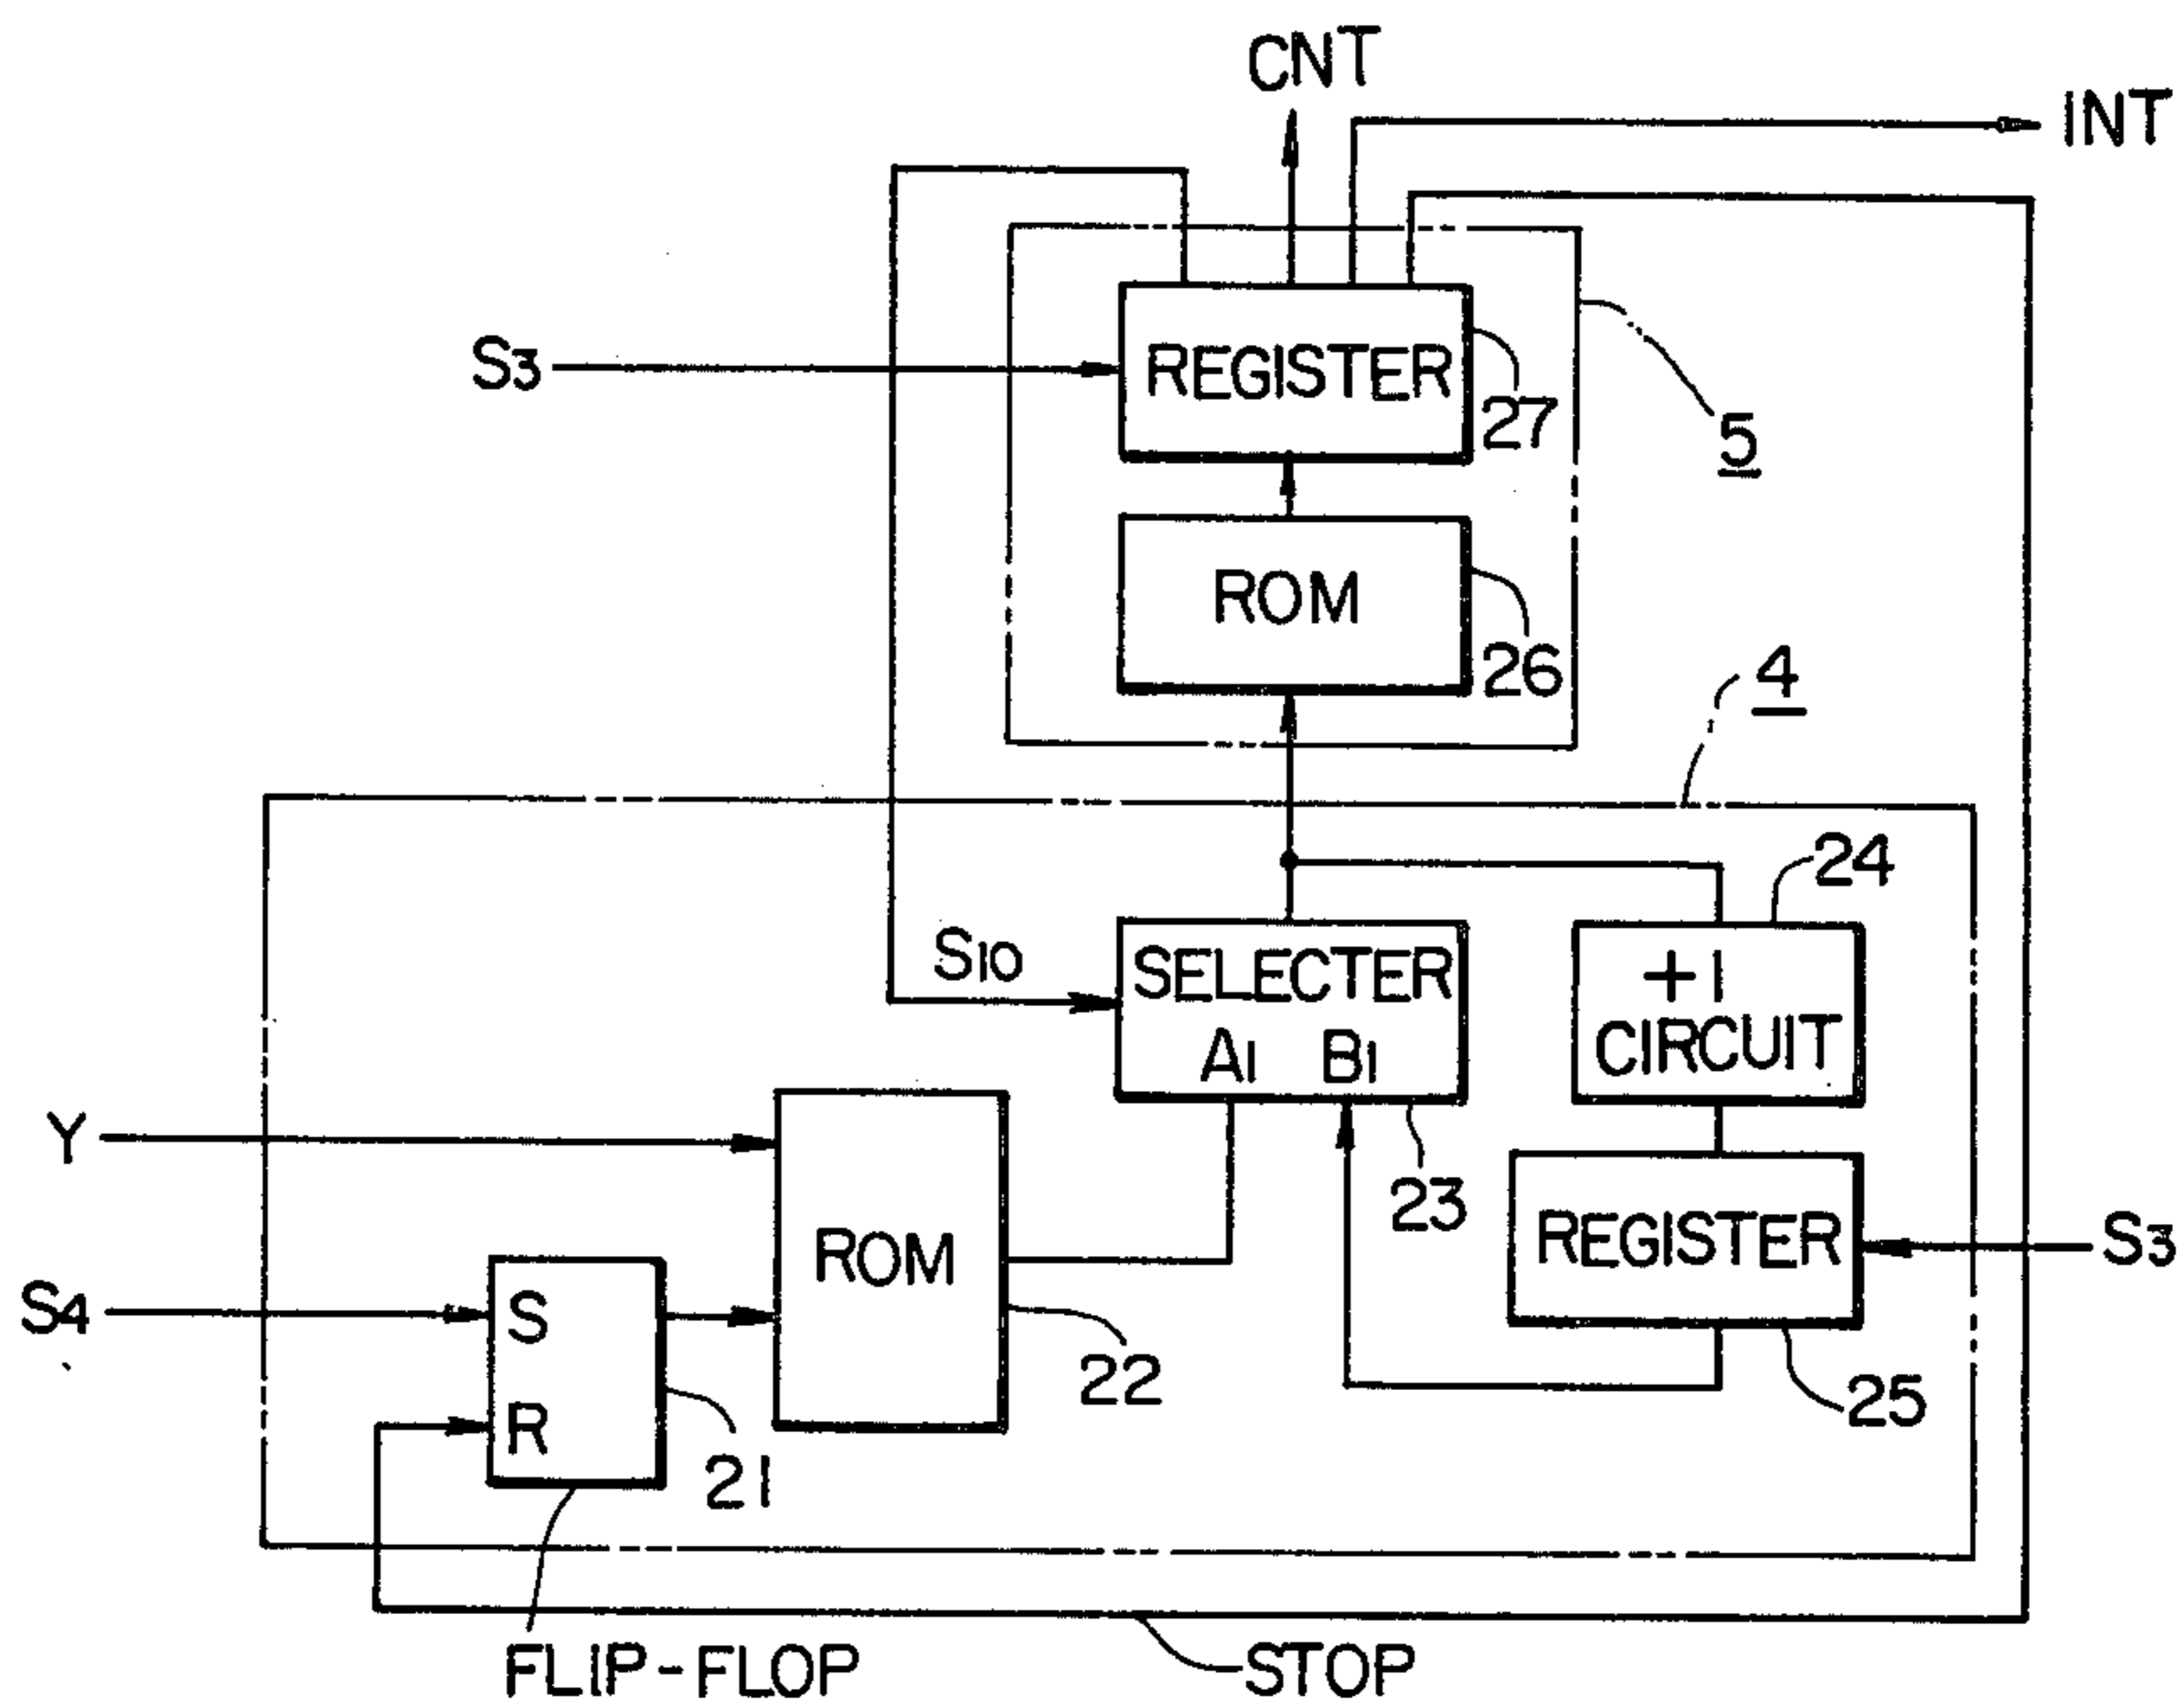 CNT
INT
S3
REGISTER
27
5
ROM
26
4
24
S10
SELECTER
A1 B1
+1
CIRCUIT
Y
23
REGISTER
S3
ROM
S4
S
R
22
25
21
FLIP-FLOP
STOP